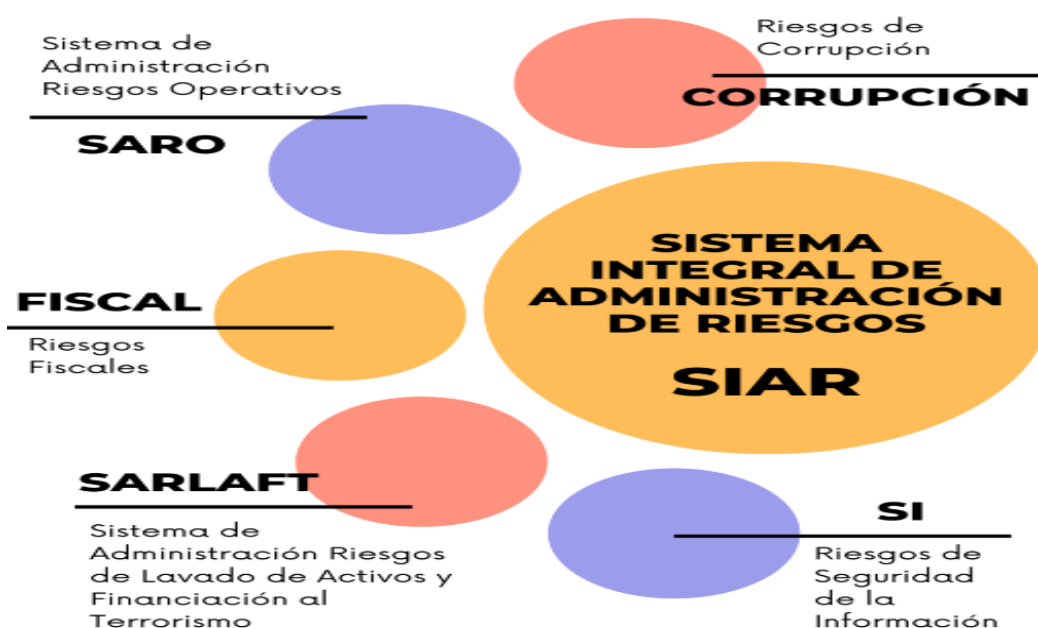 Sistema de
Administración
Riesgos Operativos
SARO
Riesgos de
Corrupción
CORRUPCIÓN
SISTEMA
INTEGRAL DE
ADMINISTRACIÓN
DE RIESGOS
SIAR
FISCAL
Riesgos
Fiscales
SARLAFT
Sistema de
Administración Riesgos
de Lavado de Activos y
Financiación al
Terrorismo
SI
Riesgos de
Seguridad
de la
Información